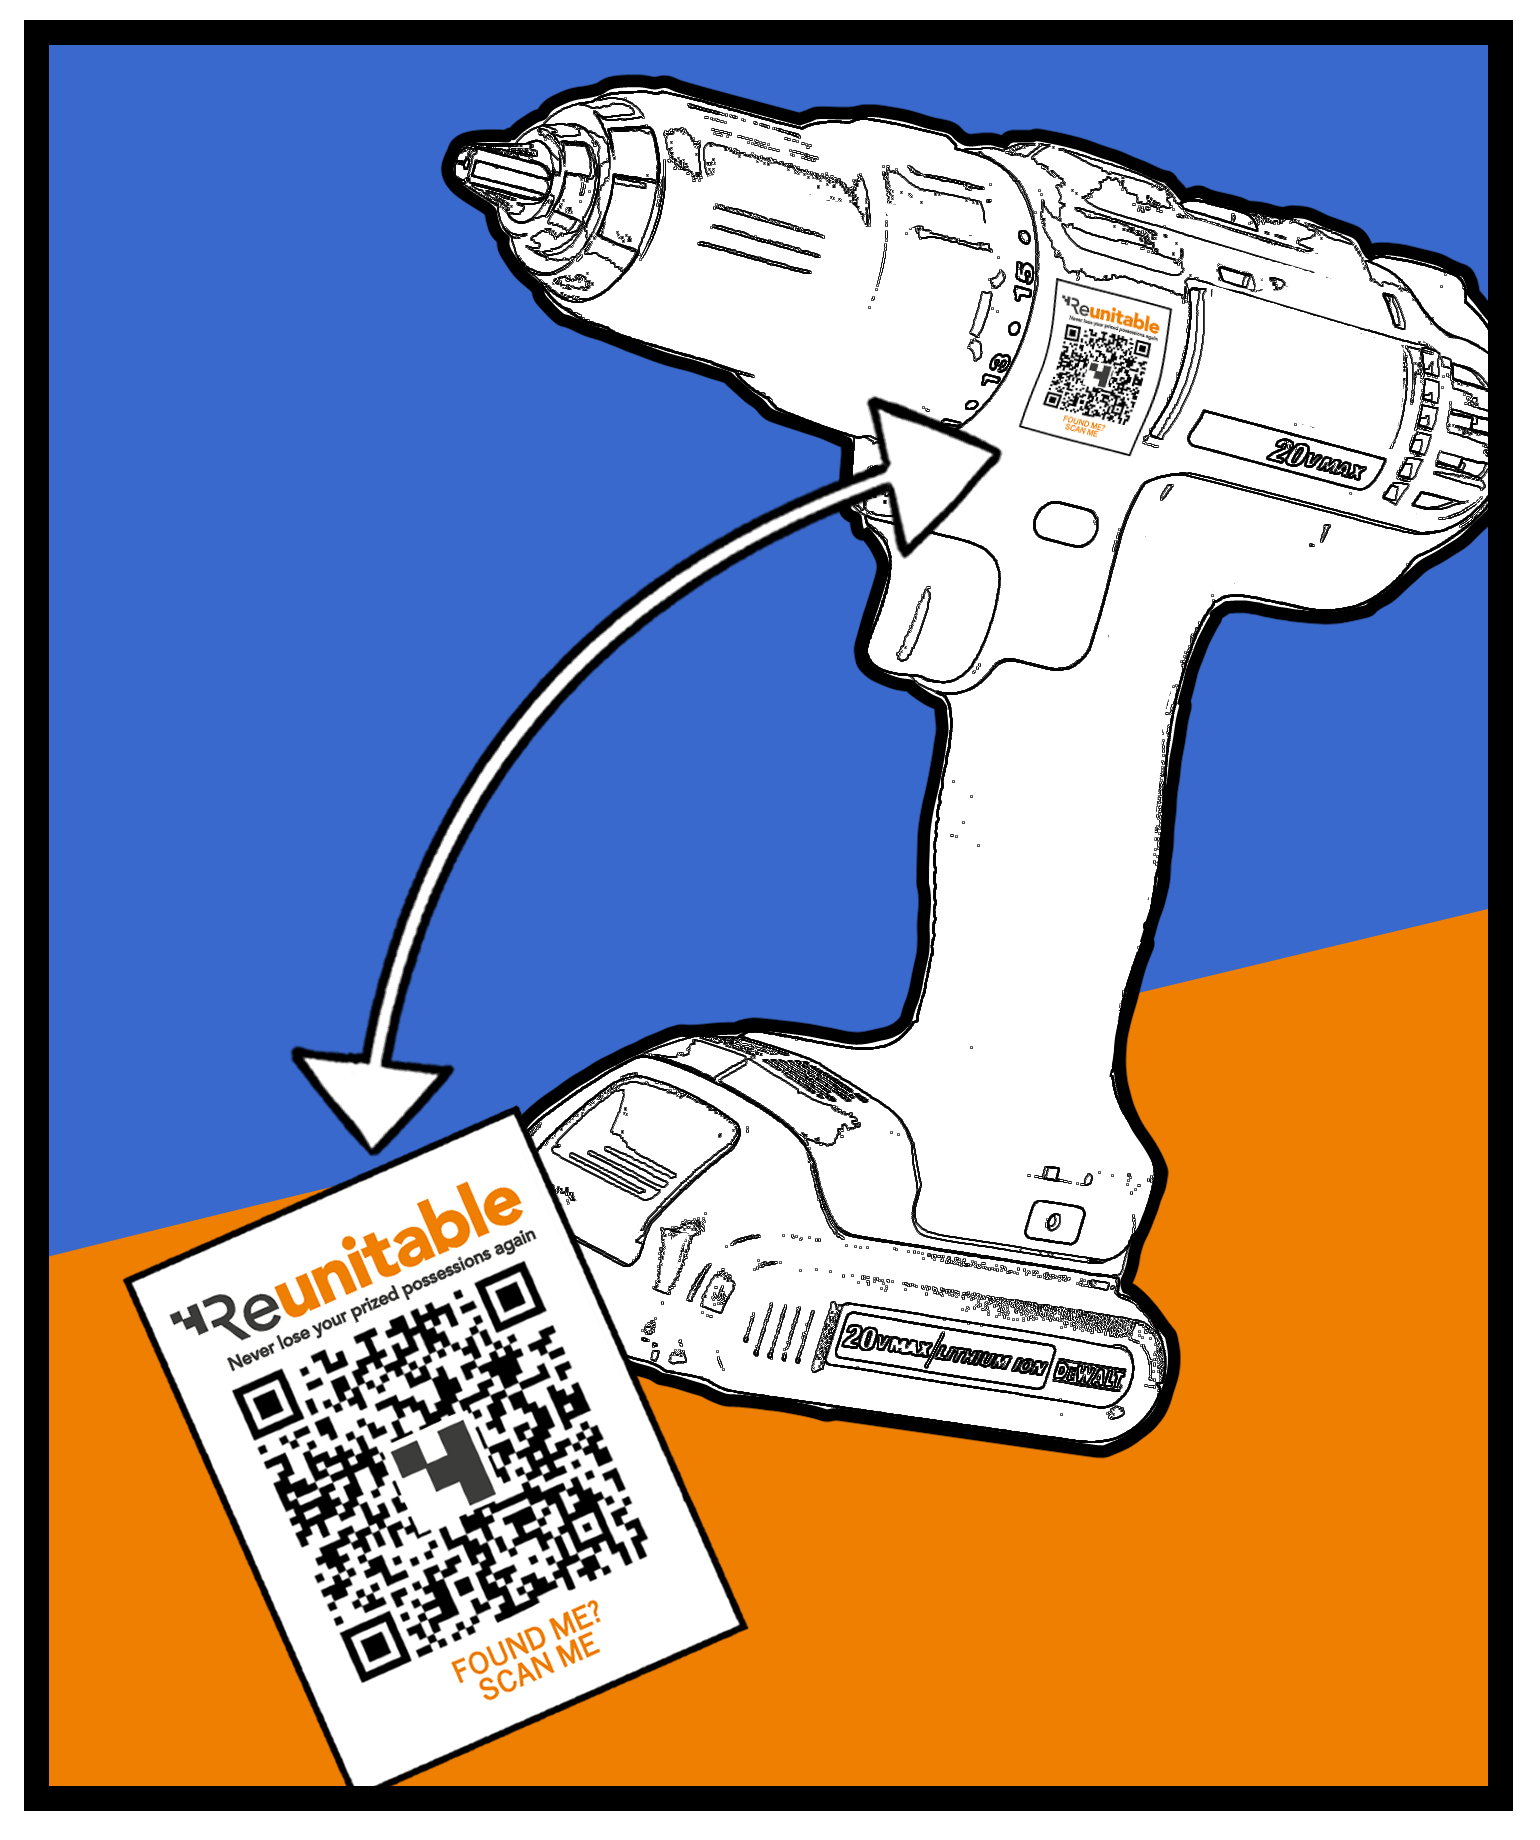 15
13
Reunitable
Never lose your prized possessions again
FOUND ME?
SCAN ME
20V MAX
Reunitable
Never lose your prized possessions again
FOUND ME?
SCAN ME
20V MAX/LITHIUM ION DEWALT